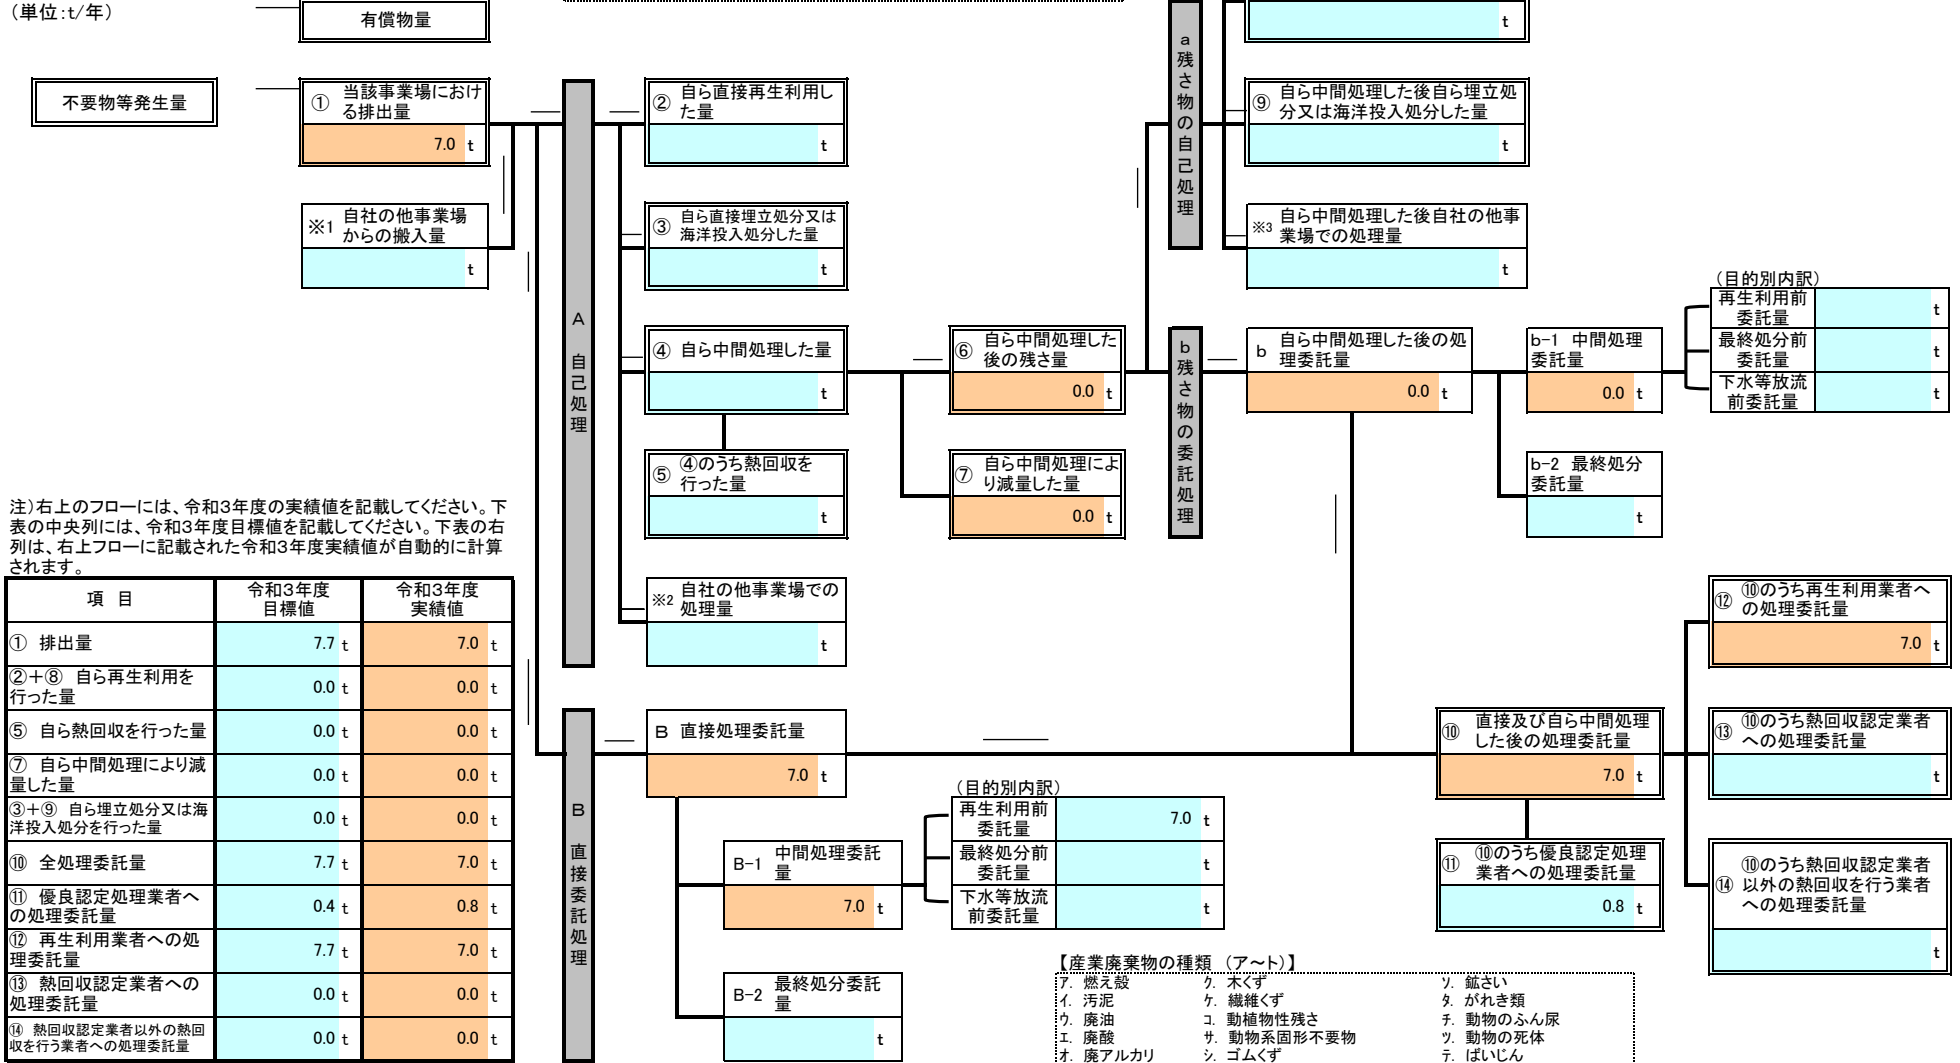 （単位：t/年）
有償物量
t
不要物等発生量
① 当該事業場におけ
る排出量
7.0 t
※1 自社の他事業場
からの搬入量
t
A 自己処理
② 自ら直接再生利用し
た量
t
③ 自ら直接埋立処分又は
海洋投入処分した量
t
④ 自ら中間処理した量
t
⑤ ④のうち熱回収を
行った量
t
※2 自社の他事業場での
処理量
t
⑥ 自ら中間処理した
後の残さ量
0.0 t
⑦ 自ら中間処理によ
り減量した量
0.0 t
a残さ物の自己処理
⑨ 自ら中間処理した後自ら埋立処
分又は海洋投入処分した量
t
※3 自ら中間処理した後自社の他事
業場での処理量
t
b残さ物の委託処理
b 自ら中間処理した後の処
理委託量
0.0 t
b-1 中間処理
委託量
0.0 t
b-2 最終処分
委託量
t
（目的別内訳）
再生利用前
委託量 t
最終処分前
委託量 t
下水等放流
前委託量 t
注）右上のフローには、令和3年度の実績値を記載してください。下
表の中央列には、令和3年度目標値を記載してください。下表の右
列は、右上フローに記載された令和3年度実績値が自動的に計算
されます。
項 目 令和3年度
目標値 令和3年度
実績値
① 排出量 7.7 t 7.0 t
②＋⑧ 自ら再生利用を
行った量 0.0 t 0.0 t
⑤ 自ら熱回収を行った量 0.0 t 0.0 t
⑦ 自ら中間処理により減
量した量 0.0 t 0.0 t
③＋⑨ 自ら埋立処分又は海
洋投入処分を行った量 0.0 t 0.0 t
⑩ 全処理委託量 7.7 t 7.0 t
⑪ 優良認定処理業者へ
の処理委託量 0.4 t 0.8 t
⑫ 再生利用業者への処
理委託量 7.7 t 7.0 t
⑬ 熱回収認定業者への
処理委託量 0.0 t 0.0 t
⑭ 熱回収認定業者以外の熱回
収を行う業者への処理委託量 0.0 t 0.0 t
B 直接委託処理
B 直接処理委託量
7.0 t
B-1 中間処理委託
量
7.0 t
B-2 最終処分委託
量
t
（目的別内訳）
再生利用前
委託量 7.0 t
最終処分前
委託量 t
下水等放流
前委託量 t
⑩ 直接及び自ら中間処理
した後の処理委託量
7.0 t
⑪ ⑩のうち優良認定処理
業者への処理委託量
0.8 t
⑫ ⑩のうち再生利用業者へ
の処理委託量
7.0 t
⑬ ⑩のうち熱回収認定業者
への処理委託量
t
⑭ ⑩のうち熱回収認定業者
以外の熱回収を行う業者
への処理委託量
t
【産業廃棄物の種類 （ア～ト）】
ア. 燃え殻 ク. 木くず ソ. 鉱さい
イ. 汚泥 ケ. 繊維くず タ. がれき類
ウ. 廃油 コ. 動植物性残さ チ. 動物のふん尿
エ. 廃酸 サ. 動物系固形不要物 ツ. 動物の死体
オ. 廃アルカリ シ. ゴムくず テ. ばいじん